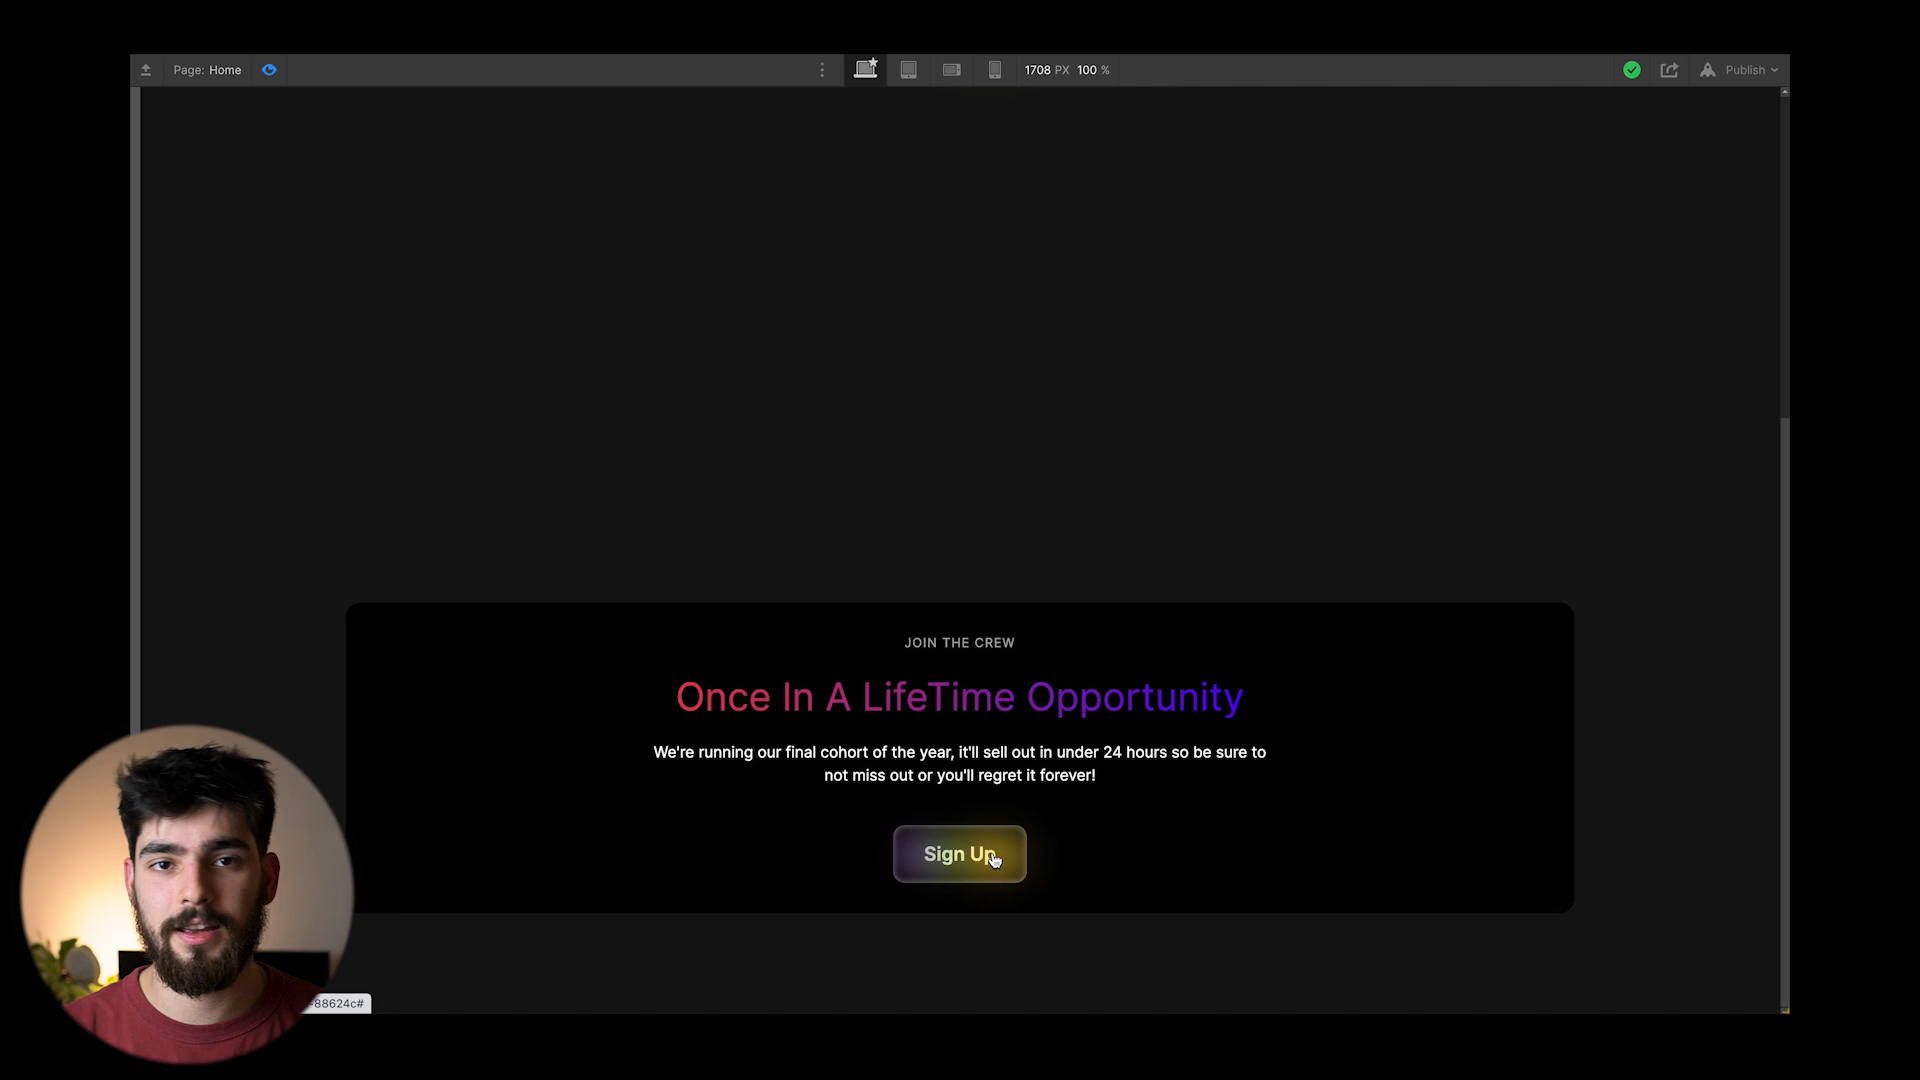 Page: Home
1708 PX 100 %
Publish
JOIN THE CREW
Once In A LifeTime Opportunity
We're running our final cohort of the year, it'll sell out in under 24 hours so be sure to
not miss out or you'll regret it forever!
Sign Up
88624c#